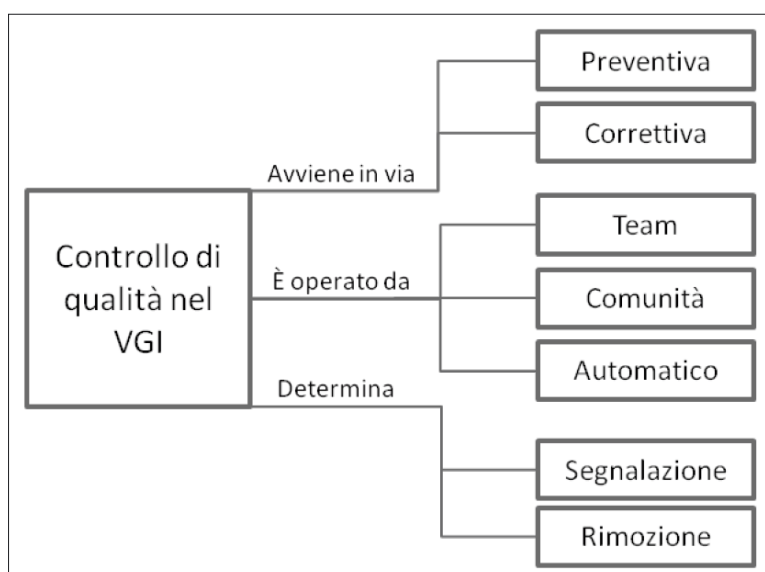 Controllo di
qualità nel
VGI
Avviene in via
Preventiva
Correttiva
È operato da
Team
Comunità
Automatico
Determina
Segnalazione
Rimozione